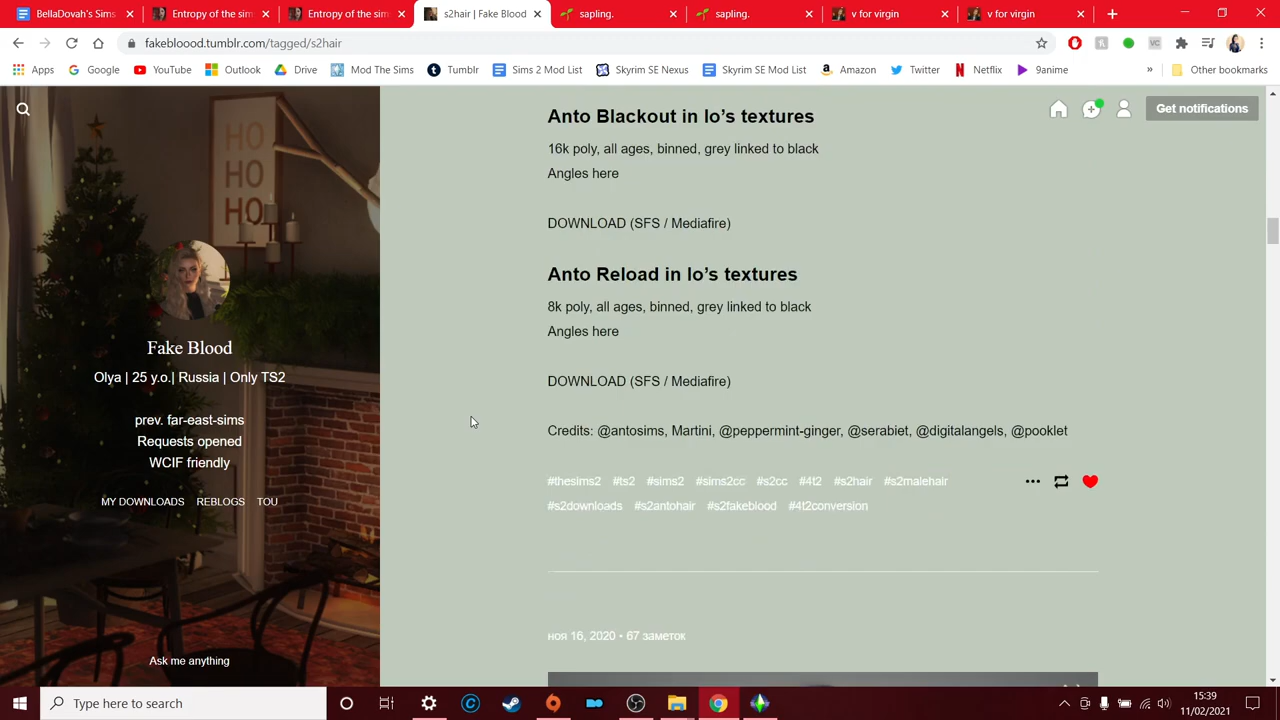 BellaDovah's Sims
Entropy of the sim
Entropy of the sim
s2hair | Fake Blood
sapling.
sapling.
v for virgin
v for virgin
fakebloood.tumblr.com/tagged/s2hair
Apps
Google
YouTube
Outlook
Drive
Mod The Sims
Tumblr
Sims 2 Mod List
Skyrim SE Nexus
Skyrim SE Mod List
Amazon
Twitter
Netflix
9anime
»
Other bookmarks
Get notifications
HO
HO
HO
Fake Blood
Olya | 25 y.o.| Russia | Only TS2
prev. far-east-sims
Requests opened
WCIF friendly
MY DOWNLOADS REBLOGS TOU
Ask me anything
Anto Blackout in Io's textures
16k poly, all ages, binned, grey linked to black
Angles here
DOWNLOAD (SFS / Mediafire)
Anto Reload in Io's textures
8k poly, all ages, binned, grey linked to black
Angles here
DOWNLOAD (SFS / Mediafire)
Credits: @antosims, Martini, @peppermint-ginger, @serabiet, @digitalangels, @pooklet
#thesims2 #ts2 #sims2 #sims2cc #s2cc #4t2 #s2hair #s2malehair
#s2downloads #s2antohair #s2fakeblood #4t2conversion
ноя 16, 2020 • 67 заметок
Type here to search
15:39
11/02/2021